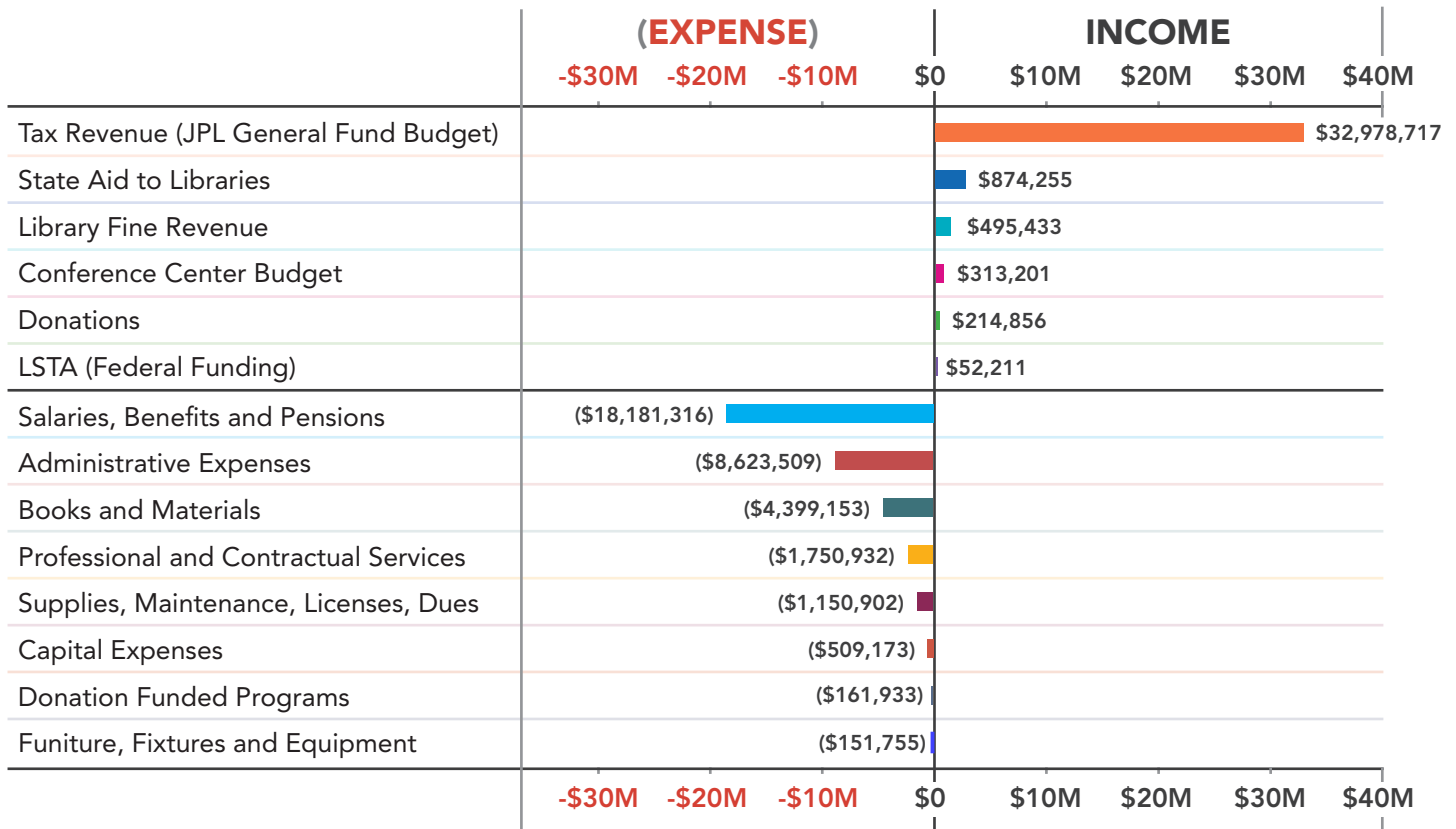 (EXPENSE) INCOME
-$30M -$20M -$10M $0 $10M $20M $30M $40M
Tax Revenue (JPL General Fund Budget) $32,978,717
State Aid to Libraries $874,255
Library Fine Revenue $495,433
Conference Center Budget $313,201
Donations $214,856
LSTA (Federal Funding) $52,211
Salaries, Benefits and Pensions ($18,181,316)
Administrative Expenses ($8,623,509)
Books and Materials ($4,399,153)
Professional and Contractual Services ($1,750,932)
Supplies, Maintenance, Licenses, Dues ($1,150,902)
Capital Expenses ($509,173)
Donation Funded Programs ($161,933)
Funiture, Fixtures and Equipment ($151,755)
-$30M -$20M -$10M $0 $10M $20M $30M $40M